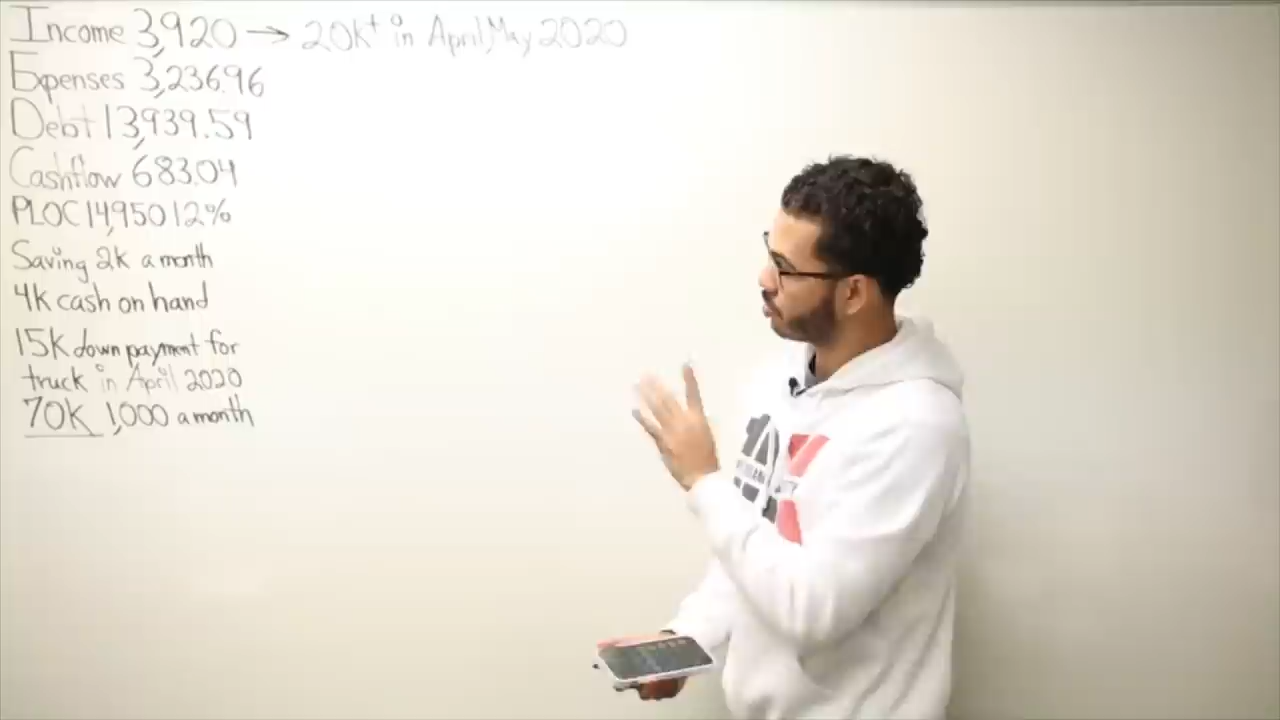 Income 3,920 → 20K+ in April, May 2020
Expenses 3,236.96
Debt 13,939.59
Cashflow 683.04
PLOC 14,950 12%
Saving 2k a month
4K cash on hand
15K down payment for
truck in April 2020
70K 1,000 a month